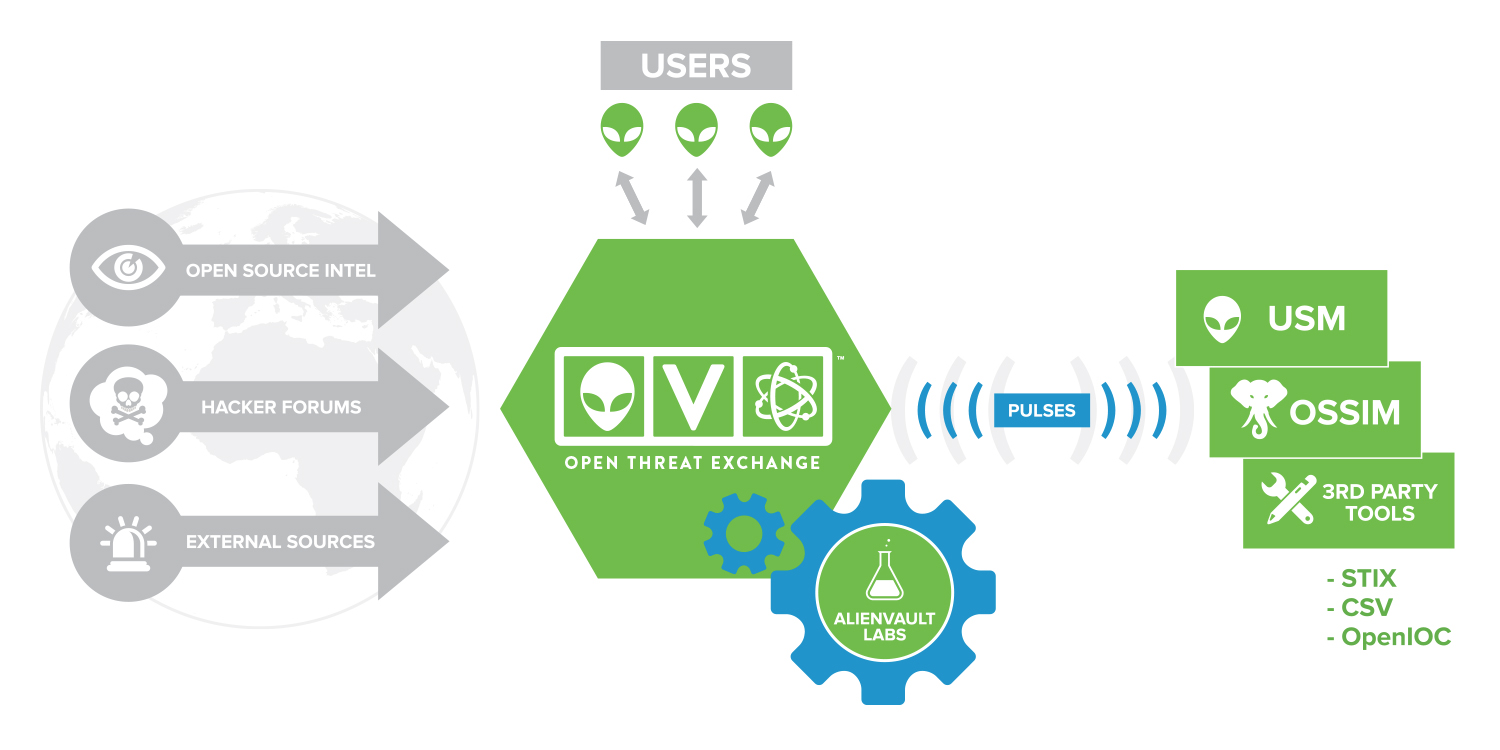 USERS
OPEN SOURCE INTEL
HACKER FORUMS
EXTERNAL SOURCES
V
™
OPEN THREAT EXCHANGE
ALIENVAULT
LABS
PULSES
USM
OSSIM
3RD PARTY
TOOLS
- STIX
- CSV
- OpenIOC